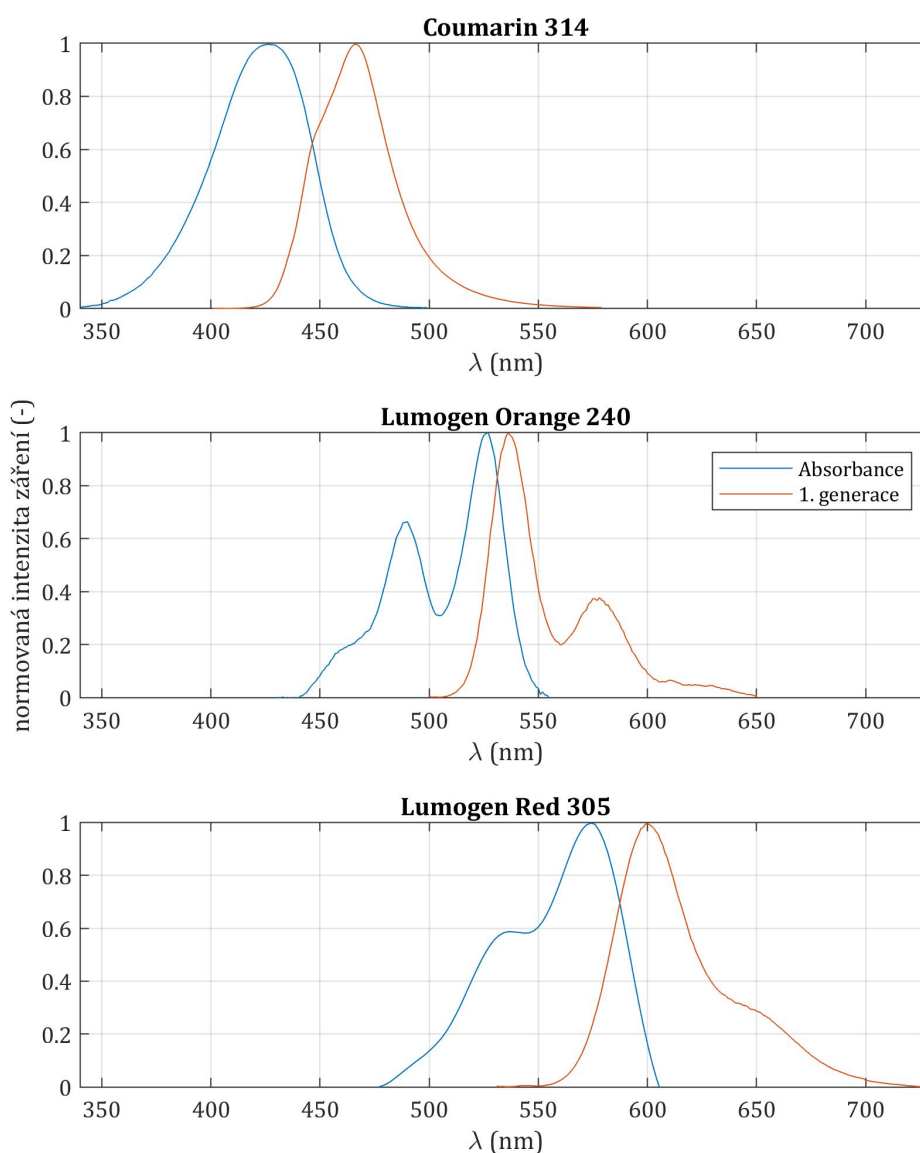 Coumarin 314
1
0.8
0.6
0.4
0.2
0
350 400 450 500 550 600 650 700
λ (nm)
normovaná intenzita záření (-)
Lumogen Orange 240
1
0.8
0.6
0.4
0.2
0
Absorbance
1. generace
350 400 450 500 550 600 650 700
λ (nm)
Lumogen Red 305
1
0.8
0.6
0.4
0.2
0
350 400 450 500 550 600 650 700
λ (nm)